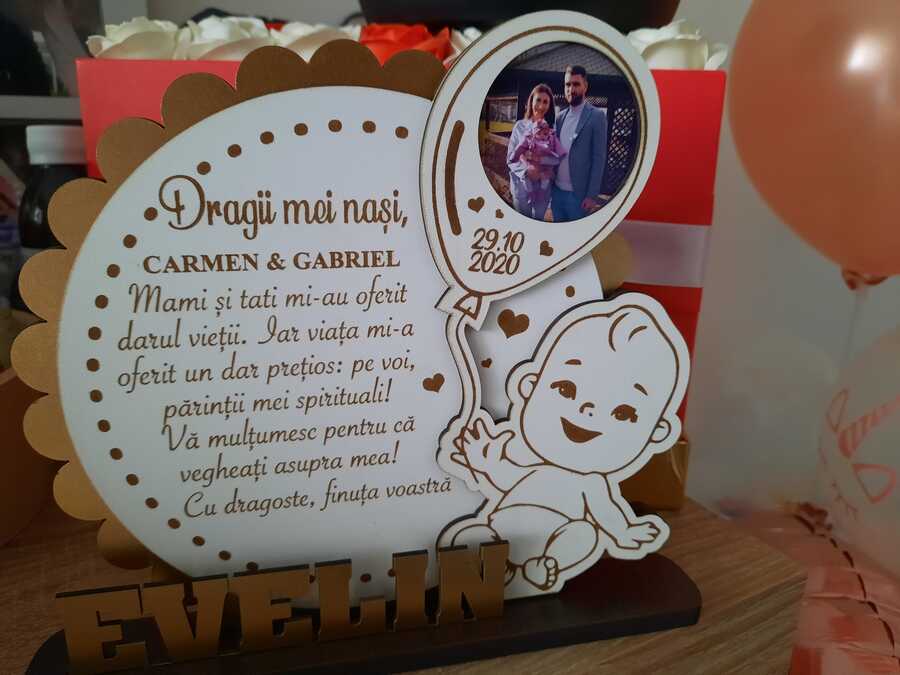 Dragii mei nași,
CARMEN & GABRIEL
Mami și tati mi-au oferit
darul vieții. Iar viața mi-a
oferit un dar prețios: pe voi,
părinții mei spirituali!
Vă mulțumesc pentru că
vegheați asupra mea!
Cu dragoste, finuța voastră
29.10
2020
EVELIN